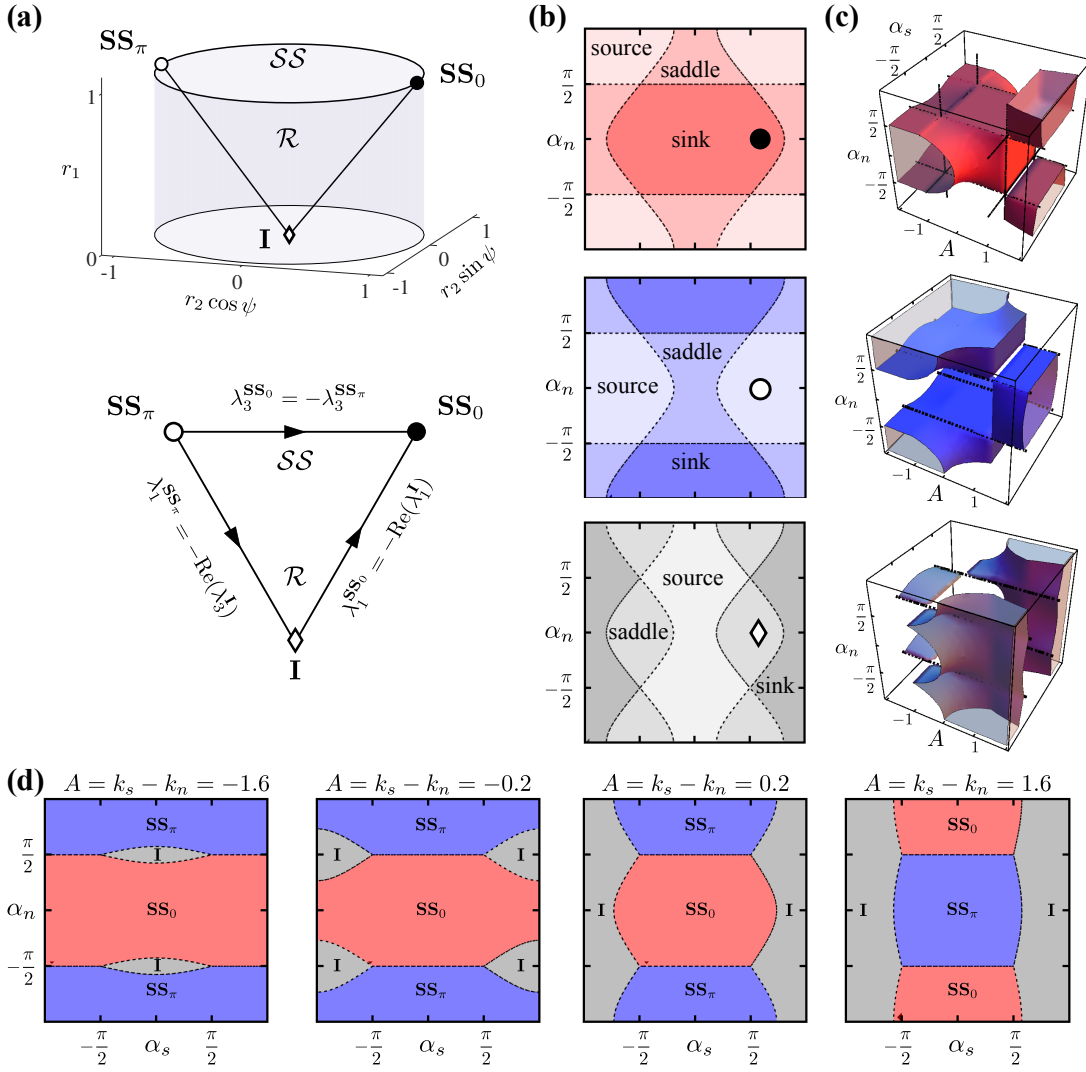 (a)
SS_π
SS
SS_0
1
R
r_1
I
0
-1
0
1
r_2 cos ψ
-1
0
1
r_2 sin ψ
SS_π
λ_3^{SS_0} = −λ_3^{SS_π}
SS_0
SS
λ_1^{SS_π} = −Re(λ_3^I)
R
λ_1^{SS_0} = −Re(λ_1^I)
I
(b)
source
saddle
π/2
α_n
sink
−π/2
π/2
saddle
α_n
source
−π/2
sink
π/2
source
α_n
saddle
−π/2
sink
(c)
α_s
π/2
−π/2
π/2
α_n
−π/2
-1
A
1
π/2
α_n
−π/2
-1
A
1
π/2
α_n
−π/2
-1
A
1
(d)
A = k_s − k_n = −1.6
A = k_s − k_n = −0.2
A = k_s − k_n = 0.2
A = k_s − k_n = 1.6
SS_π
π/2
I
α_n
SS_0
−π/2
I
SS_π
−π/2
α_s
π/2
SS_π
I
I
SS_0
I
I
SS_π
−π/2
α_s
π/2
SS_π
I
SS_0
I
SS_π
−π/2
α_s
π/2
SS_0
I
SS_π
I
SS_0
−π/2
α_s
π/2